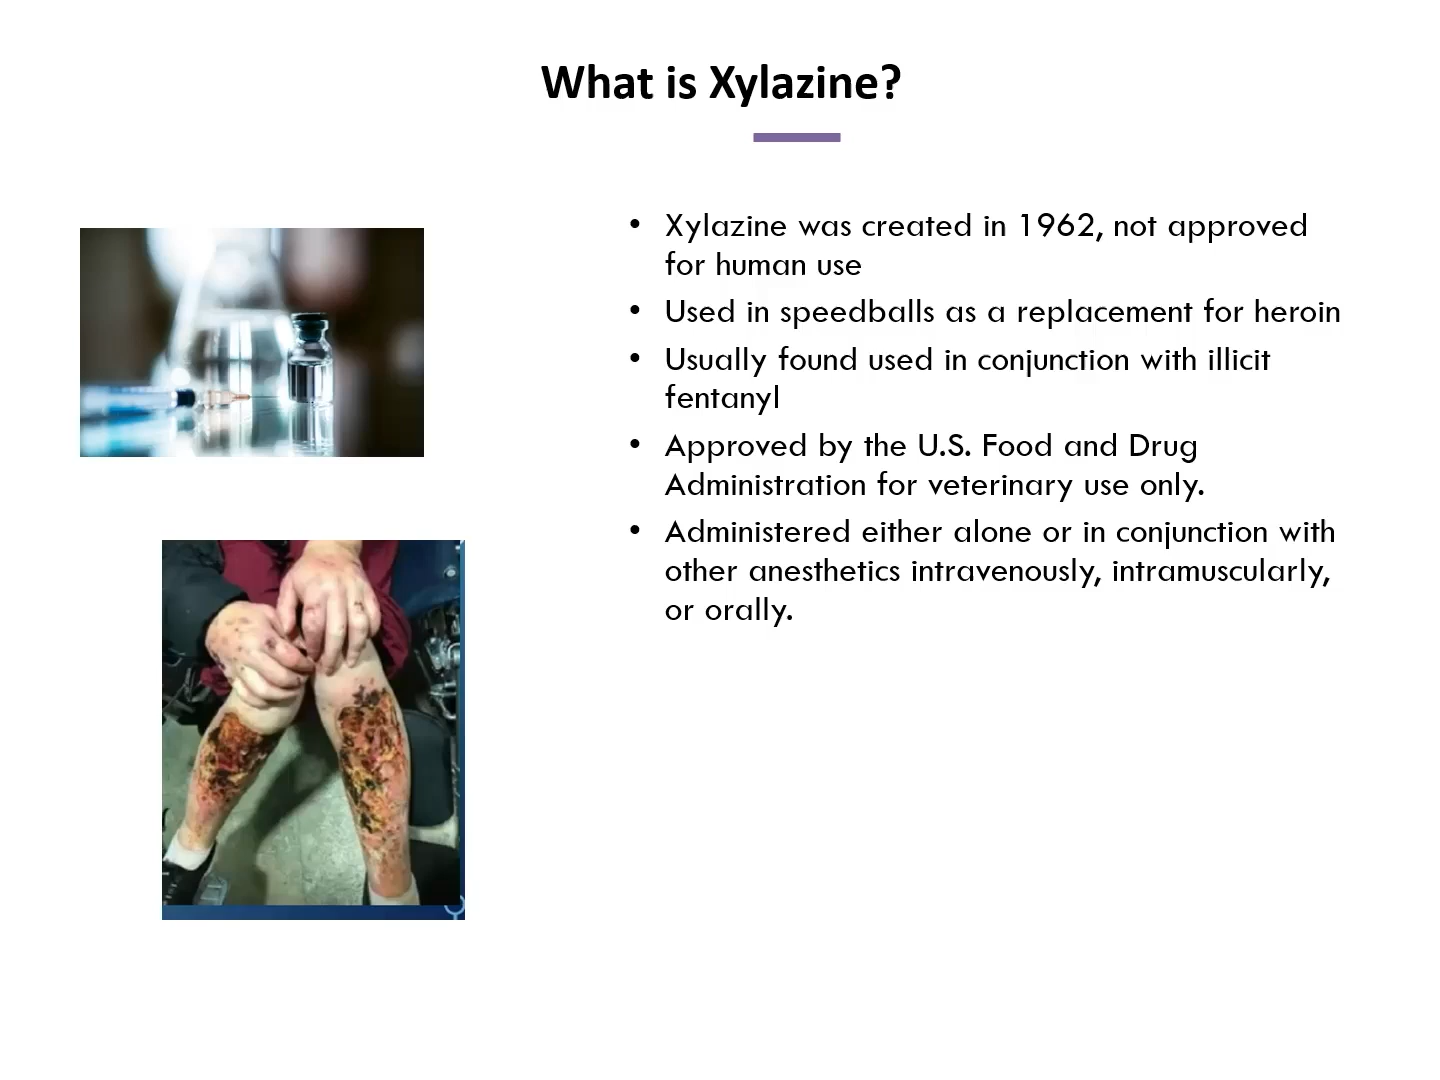 What is Xylazine?
• Xylazine was created in 1962, not approved
for human use
• Used in speedballs as a replacement for heroin
• Usually found used in conjunction with illicit
fentanyl
• Approved by the U.S. Food and Drug
Administration for veterinary use only.
• Administered either alone or in conjunction with
other anesthetics intravenously, intramuscularly,
or orally.